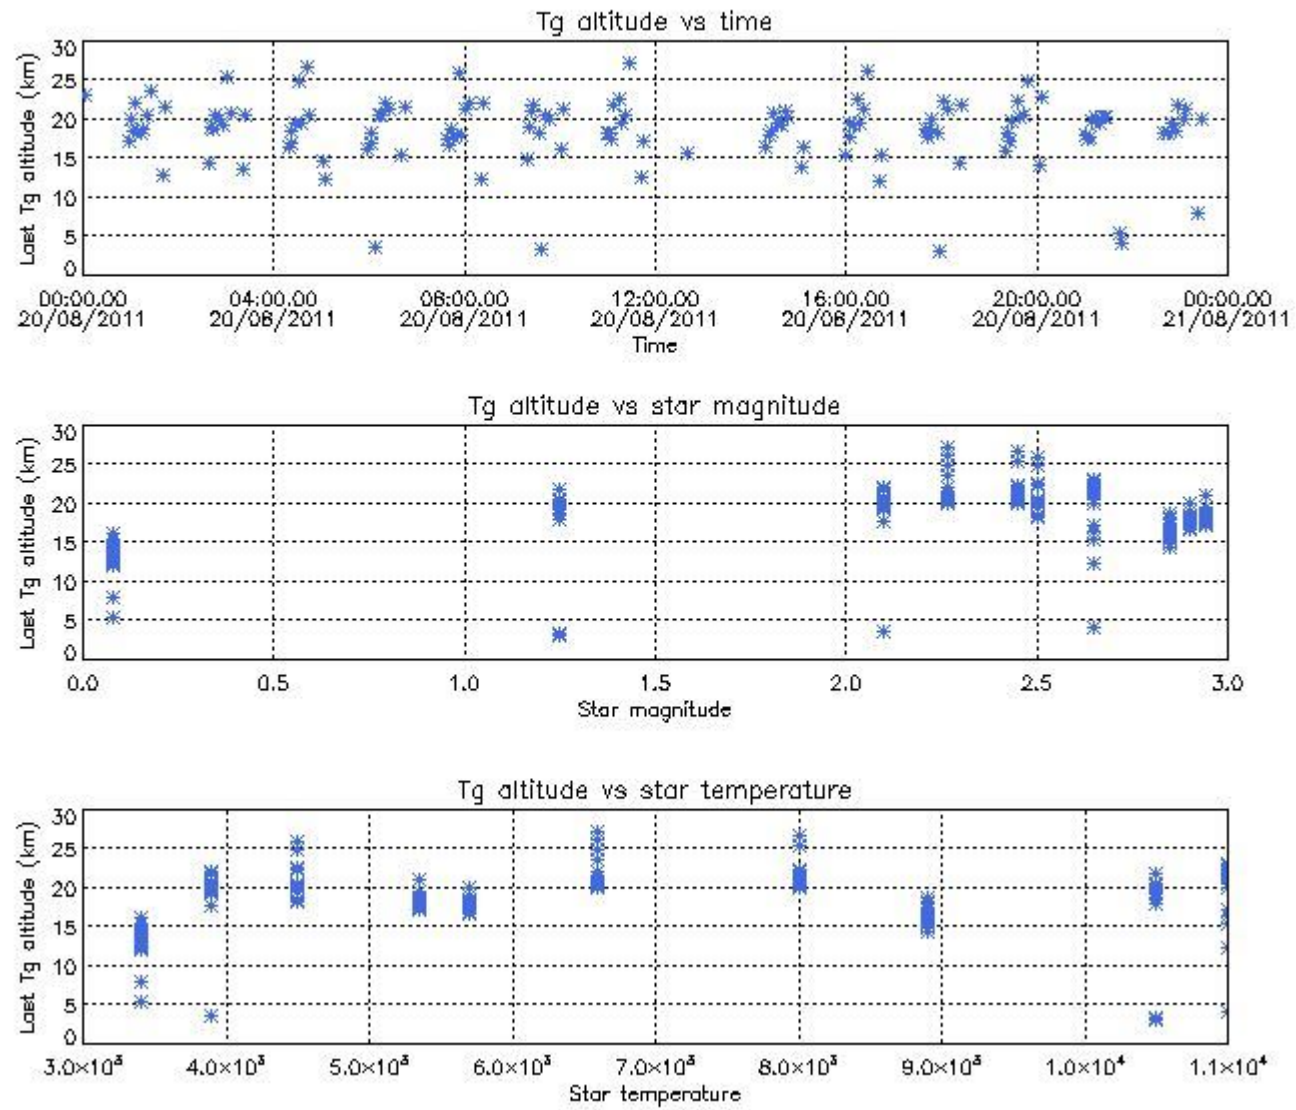 Tg altitude vs time
Last Tg altitude (km)
30
25
20
15
10
5
0
00:00.00 04:00.00 08:00.00 12:00.00 16:00.00 20:00.00 00:00.00
20/08/2011 20/08/2011 20/08/2011 20/08/2011 20/08/2011 20/08/2011 21/08/2011
Time
Tg altitude vs star magnitude
Last Tg altitude (km)
30
25
20
15
10
5
0
0.0 0.5 1.0 1.5 2.0 2.5 3.0
Star magnitude
Tg altitude vs star temperature
Last Tg altitude (km)
30
25
20
15
10
5
0
3.0×10³ 4.0×10³ 5.0×10³ 6.0×10³ 7.0×10³ 8.0×10³ 9.0×10³ 1.0×10⁴ 1.1×10⁴
Star temperature